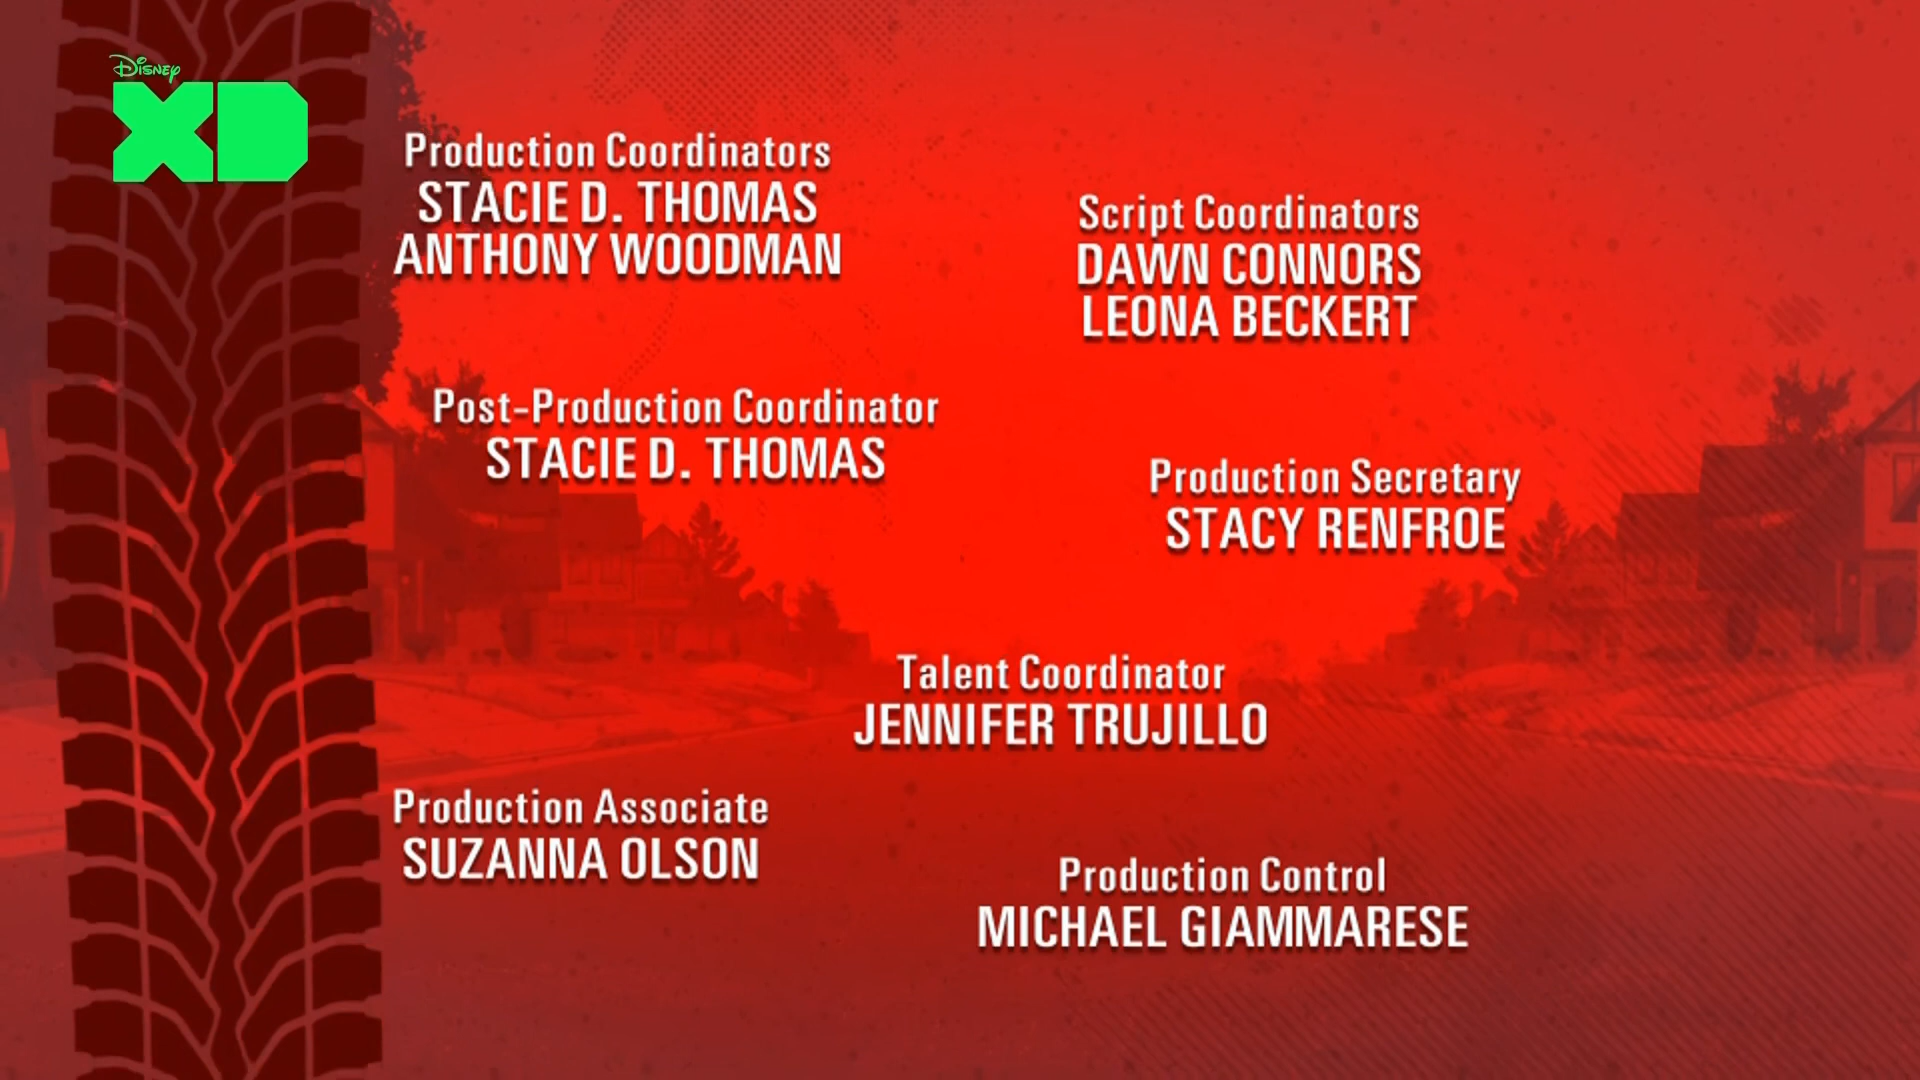 Disney
XD
Production Coordinators
STACIE D. THOMAS
ANTHONY WOODMAN
Script Coordinators
DAWN CONNORS
LEONA BECKERT
Post-Production Coordinator
STACIE D. THOMAS
Production Secretary
STACY RENFROE
Talent Coordinator
JENNIFER TRUJILLO
Production Associate
SUZANNA OLSON
Production Control
MICHAEL GIAMMARESE